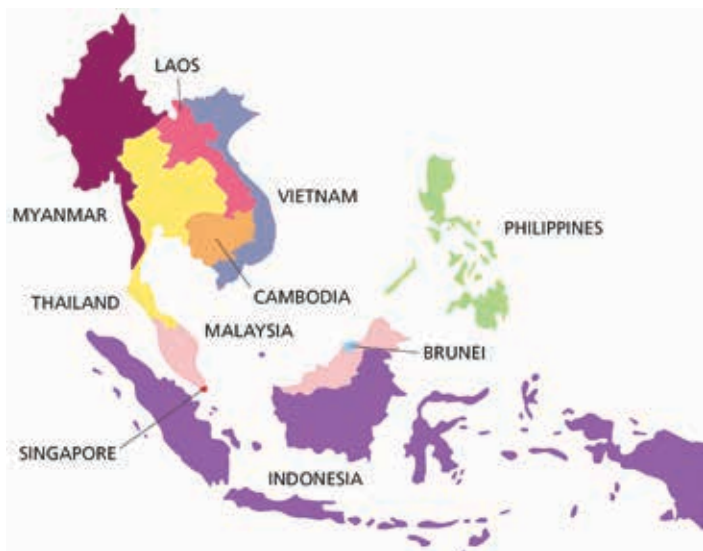 LAOS
VIETNAM
MYANMAR
PHILIPPINES
CAMBODIA
THAILAND
MALAYSIA
BRUNEI
SINGAPORE
INDONESIA